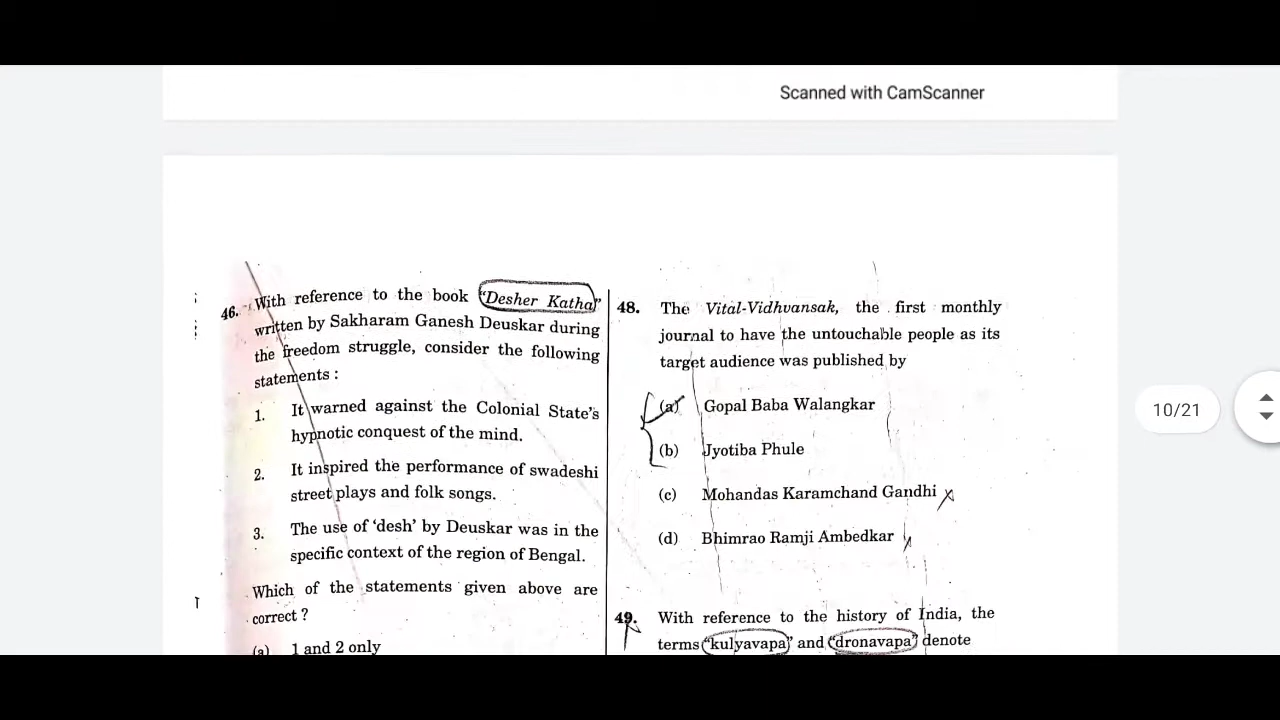 Scanned with CamScanner
46. With reference to the book "Desher Katha"
written by Sakharam Ganesh Deuskar during
the freedom struggle, consider the following
statements :
1. It warned against the Colonial State's
hypnotic conquest of the mind.
2. It inspired the performance of swadeshi
street plays and folk songs.
3. The use of 'desh' by Deuskar was in the
specific context of the region of Bengal.
Which of the statements given above are
correct ?
(a) 1 and 2 only
48. The Vital-Vidhvansak, the first monthly
journal to have the untouchable people as its
target audience was published by
(a) Gopal Baba Walangkar
(b) Jyotiba Phule
(c) Mohandas Karamchand Gandhi
(d) Bhimrao Ramji Ambedkar
49. With reference to the history of India, the
terms "kulyavapa" and "dronavapa" denote
10/21